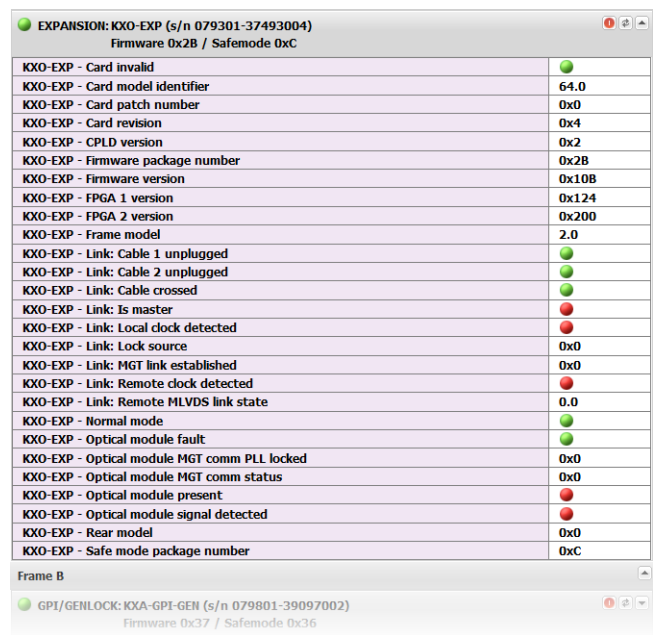 EXPANSION: KXO-EXP (s/n 079301-37493004)
Firmware 0x2B / Safemode 0xC
KXO-EXP - Card invalid
KXO-EXP - Card model identifier 64.0
KXO-EXP - Card patch number 0x0
KXO-EXP - Card revision 0x4
KXO-EXP - CPLD version 0x2
KXO-EXP - Firmware package number 0x2B
KXO-EXP - Firmware version 0x10B
KXO-EXP - FPGA 1 version 0x124
KXO-EXP - FPGA 2 version 0x200
KXO-EXP - Frame model 2.0
KXO-EXP - Link: Cable 1 unplugged
KXO-EXP - Link: Cable 2 unplugged
KXO-EXP - Link: Cable crossed
KXO-EXP - Link: Is master
KXO-EXP - Link: Local clock detected
KXO-EXP - Link: Lock source 0x0
KXO-EXP - Link: MGT link established 0x0
KXO-EXP - Link: Remote clock detected
KXO-EXP - Link: Remote MLVDS link state 0.0
KXO-EXP - Normal mode
KXO-EXP - Optical module fault
KXO-EXP - Optical module MGT comm PLL locked 0x0
KXO-EXP - Optical module MGT comm status 0x0
KXO-EXP - Optical module present
KXO-EXP - Optical module signal detected
KXO-EXP - Rear model 0x0
KXO-EXP - Safe mode package number 0xC
Frame B
GPI/GENLOCK: KXA-GPI-GEN (s/n 079801-39097002)
Firmware 0x37 / Safemode 0x36